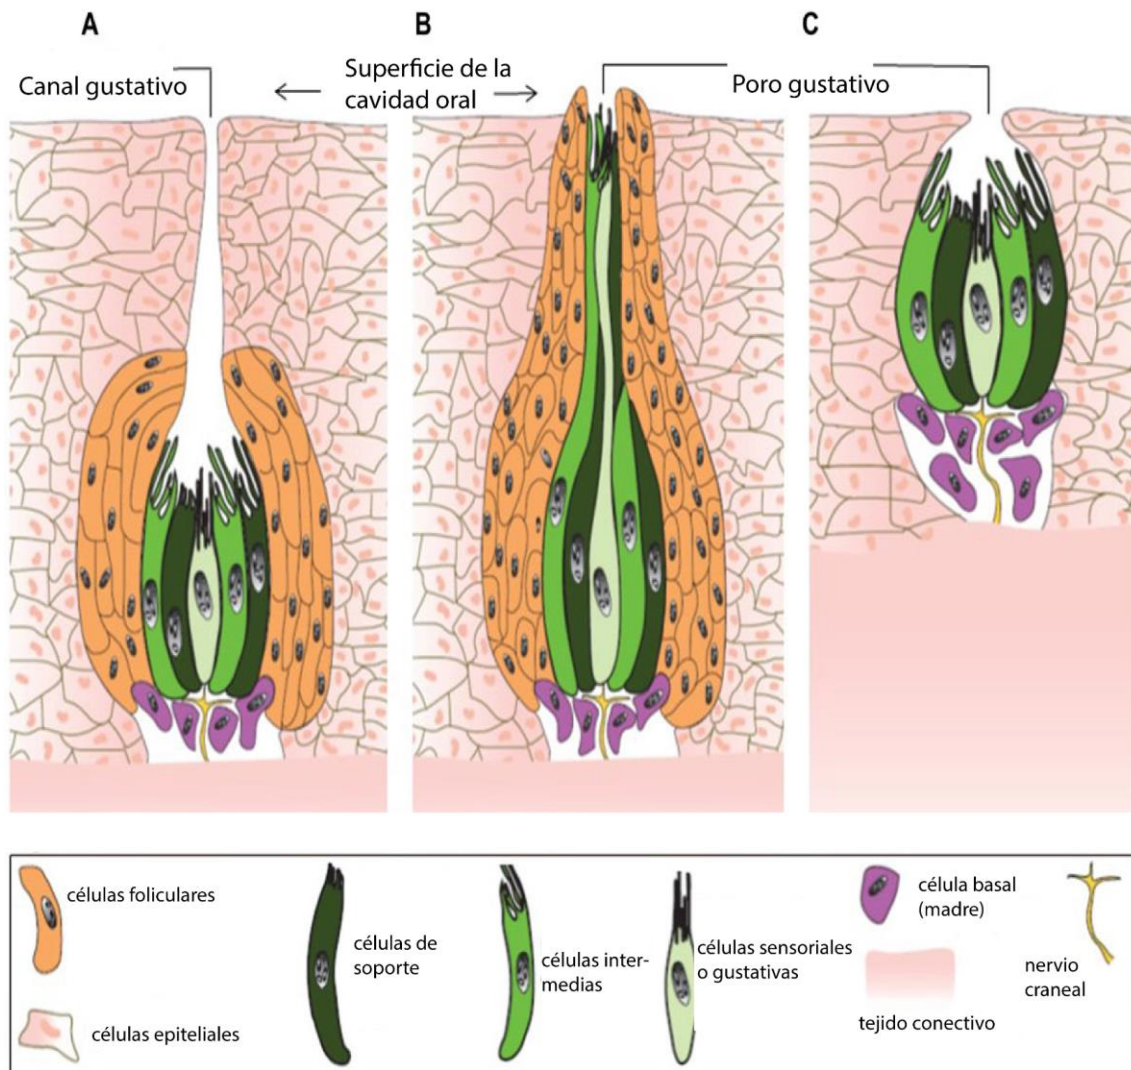 A
B
C
Canal gustativo
Superficie de la
cavidad oral
Poro gustativo
células foliculares
células epiteliales
células de
soporte
células inter-
medias
células sensoriales
o gustativas
célula basal
(madre)
tejido conectivo
nervio
craneal